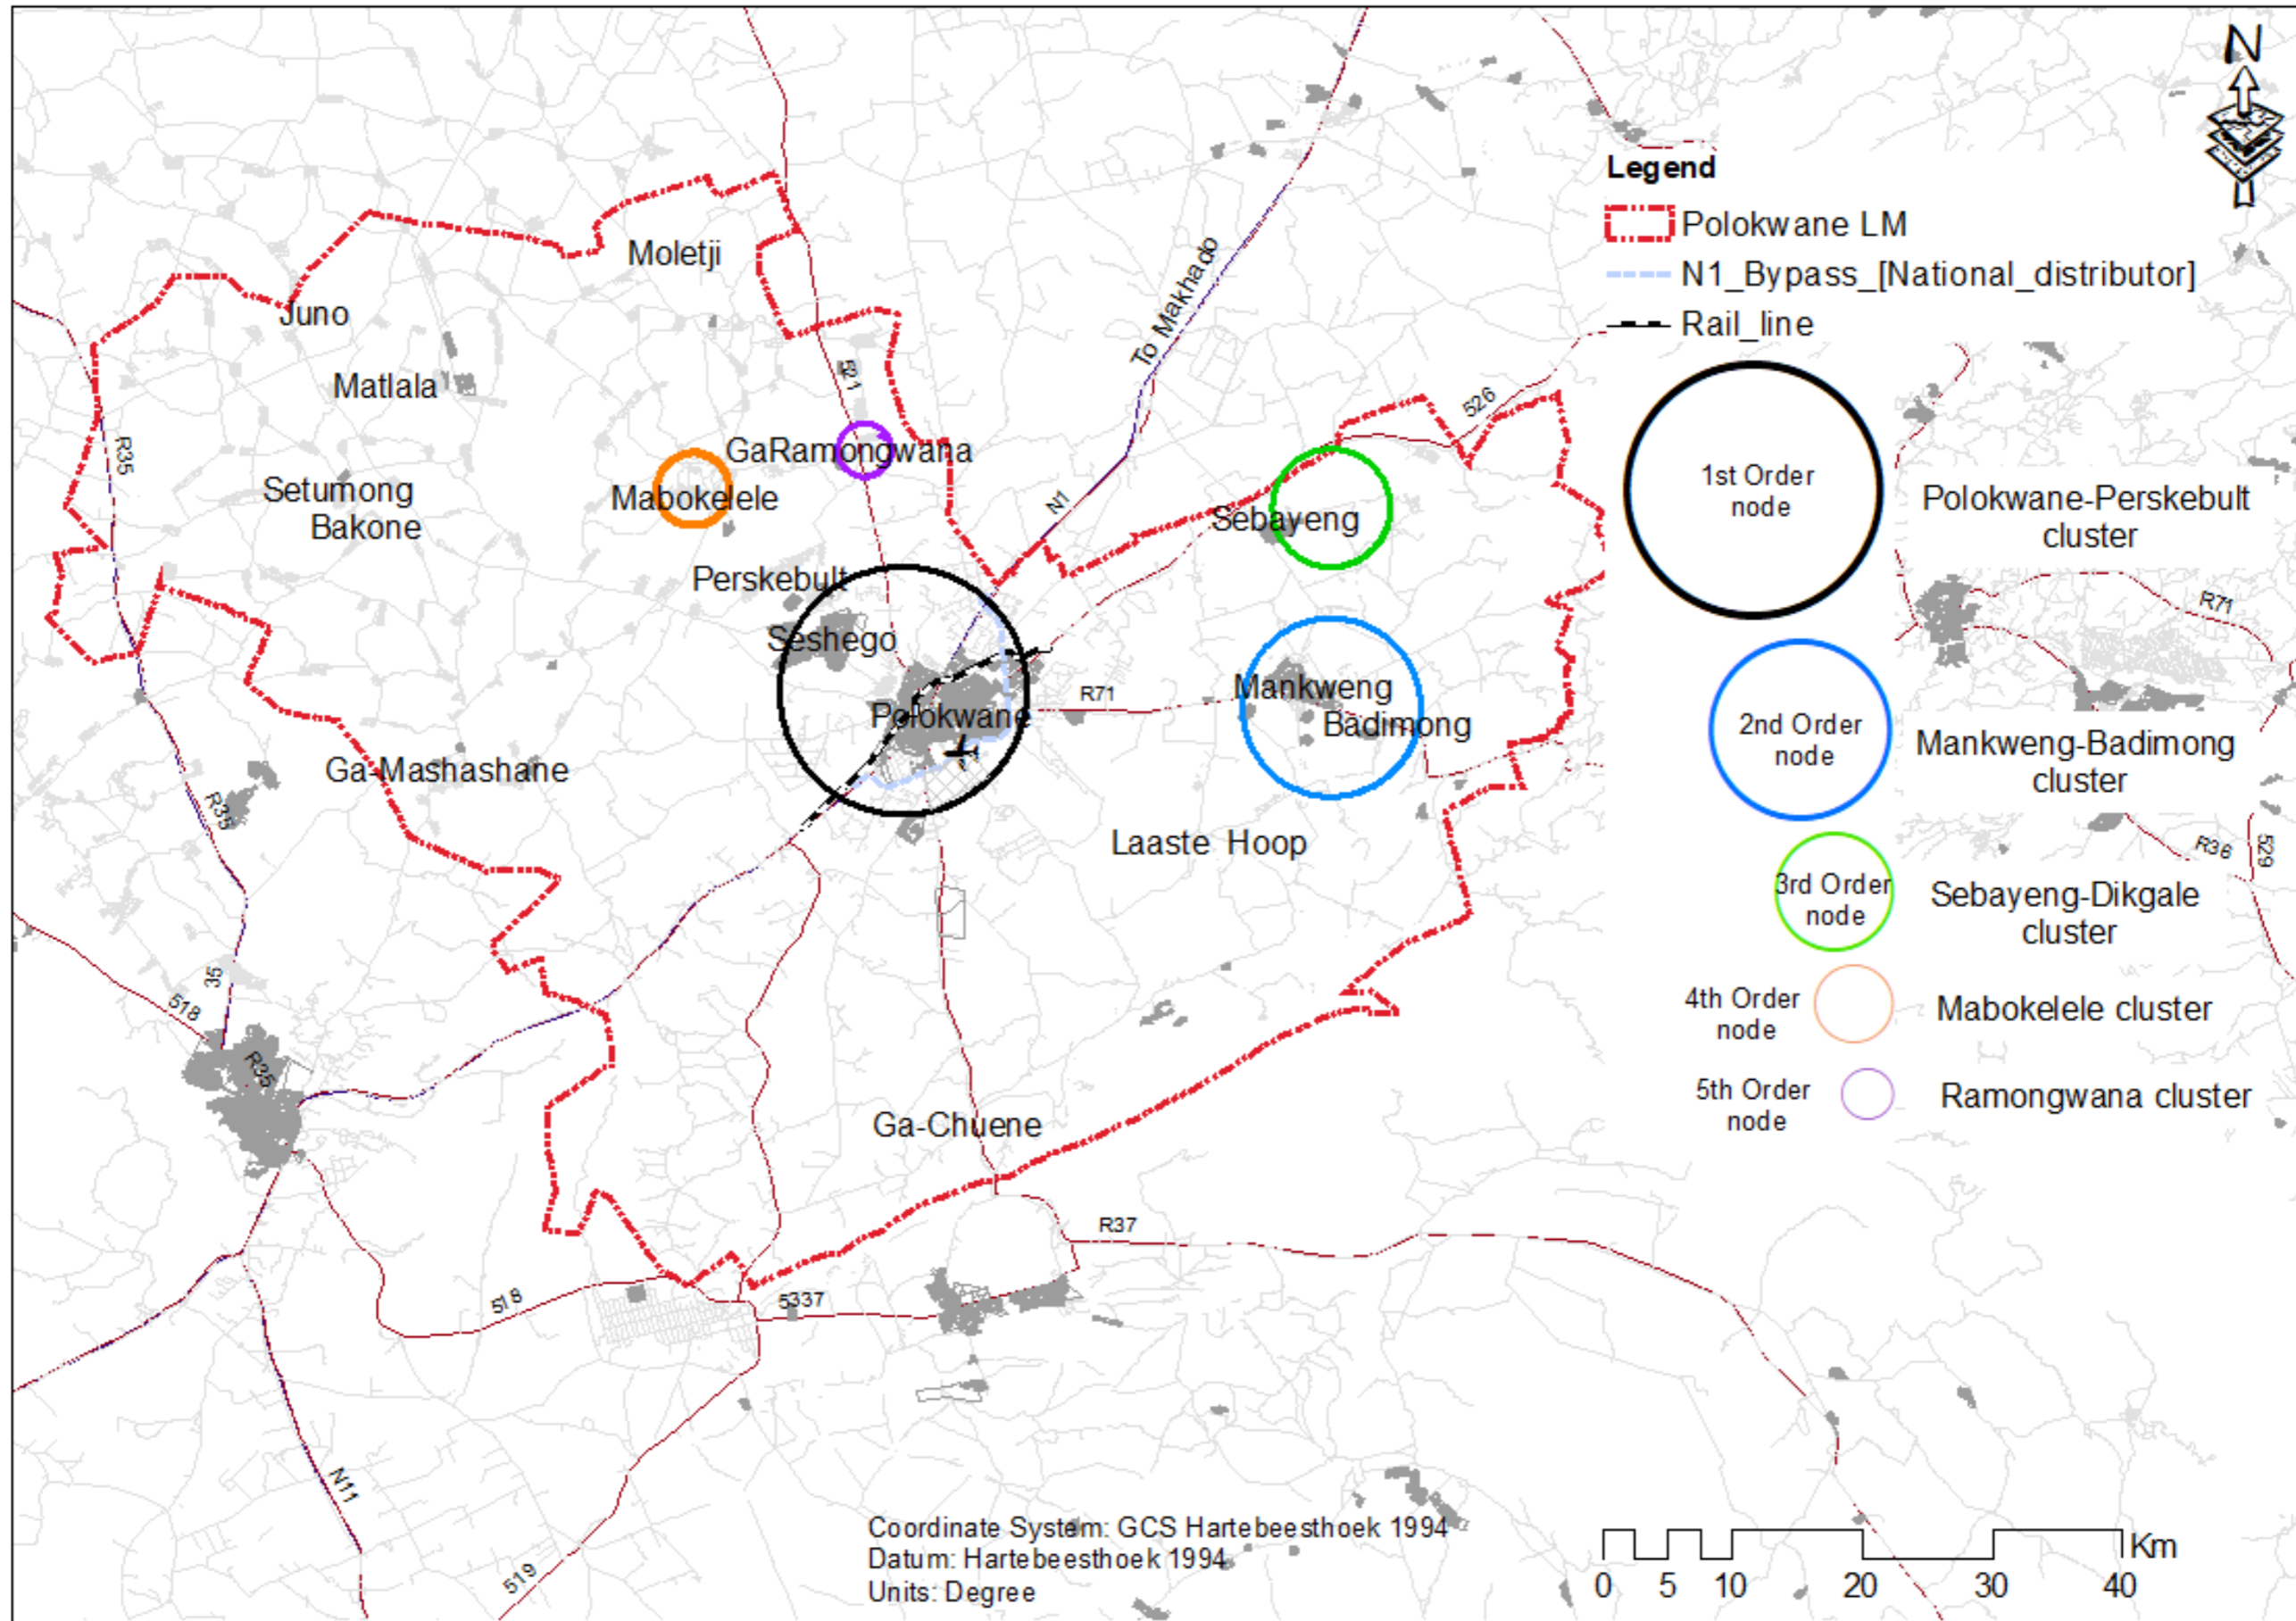 N
Legend
Polokwane LM
N1_Bypass_[National_distributor]
Rail_line
1st Order
node
Polokwane-Perskebult
cluster
2nd Order
node
Mankweng-Badimong
cluster
3rd Order
node
Sebayeng-Dikgale
cluster
4th Order
node
Mabokelele cluster
5th Order
node
Ramongwana cluster
Moletji
Juno
Matlala
To Makhado
521
526
R35
GaRamongwana
Setumong
Bakone
Mabokelele
N1
Sebayeng
Perskebult
Seshego
R71
Polokwane
R71
Mankweng
Badimong
Ga-Mashashane
R35
Laaste Hoop
R36
529
35
518
R35
Ga-Chuene
R37
518
5337
N11
519
Coordinate System: GCS Hartebeesthoek 1994
Datum: Hartebeesthoek 1994
Units: Degree
Km
0 5 10 20 30 40